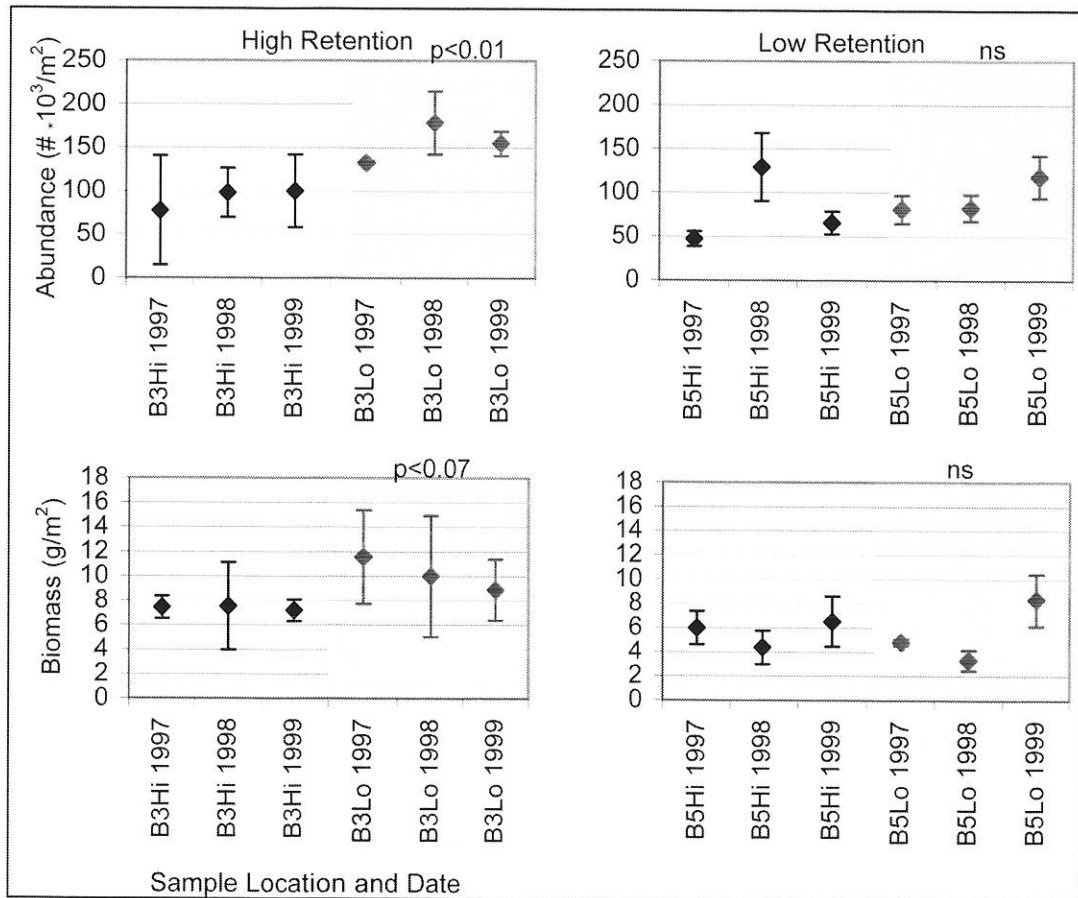 High Retention
p<0.01
Abundance (# *10³/m²)
250
200
150
100
50
0
B3Hi 1997
B3Hi 1998
B3Hi 1999
B3Lo 1997
B3Lo 1998
B3Lo 1999
Low Retention
ns
250
200
150
100
50
0
B5Hi 1997
B5Hi 1998
B5Hi 1999
B5Lo 1997
B5Lo 1998
B5Lo 1999
p<0.07
Biomass (g/m²)
18
16
14
12
10
8
6
4
2
0
B3Hi 1997
B3Hi 1998
B3Hi 1999
B3Lo 1997
B3Lo 1998
B3Lo 1999
ns
18
16
14
12
10
8
6
4
2
0
B5Hi 1997
B5Hi 1998
B5Hi 1999
B5Lo 1997
B5Lo 1998
B5Lo 1999
Sample Location and Date